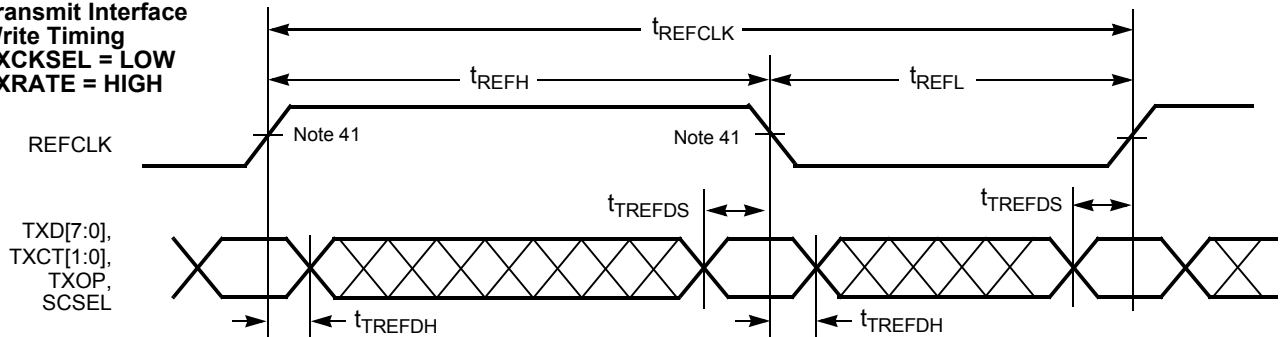 ransmit Interface
rite Timing
XCKSEL = LOW
XRATE = HIGH
tREFCLK
tREFH
tREFL
REFCLK
Note 41
Note 41
tTREFDS
tTREFDS
TXD[7:0],
TXCT[1:0],
TXOP,
SCSEL
tTREFDH
tTREFDH